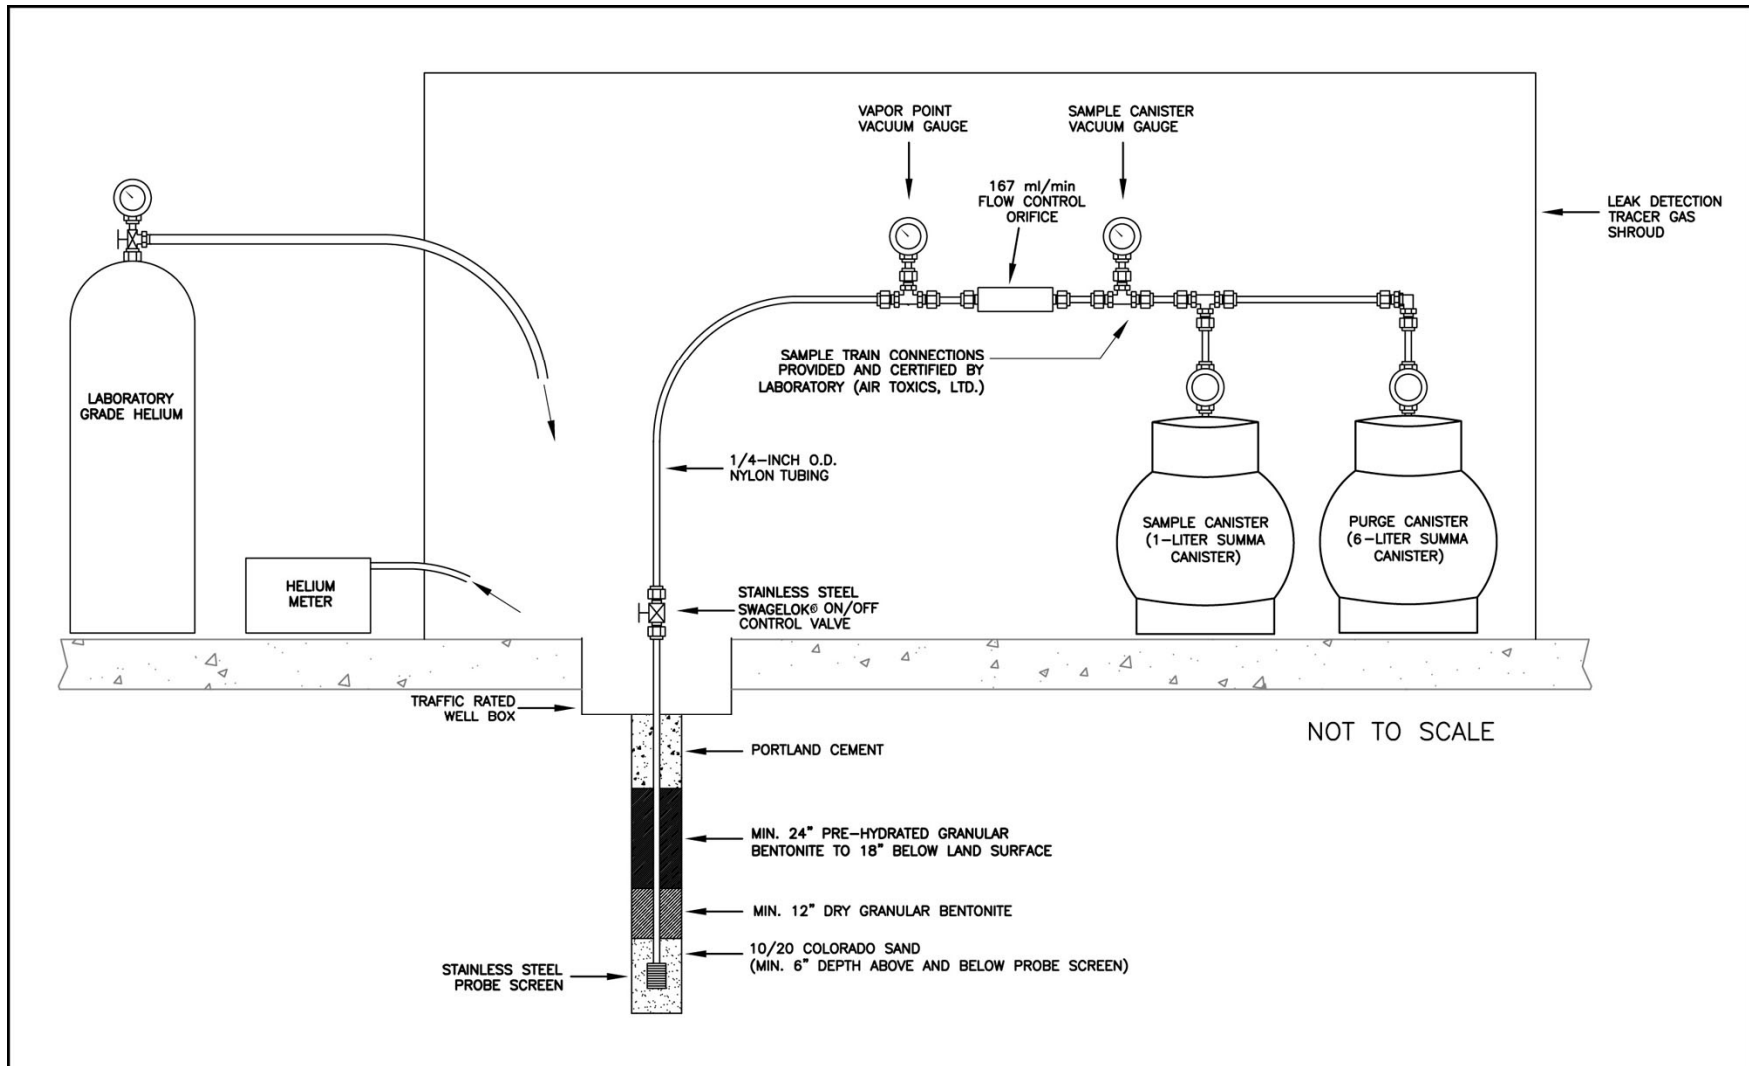 VAPOR POINT
VACUUM GAUGE
SAMPLE CANISTER
VACUUM GAUGE
167 ml/min
FLOW CONTROL
ORIFICE
LEAK DETECTION
TRACER GAS
SHROUD
SAMPLE TRAIN CONNECTIONS
PROVIDED AND CERTIFIED BY
LABORATORY (AIR TOXICS, LTD.)
LABORATORY
GRADE HELIUM
1/4-INCH O.D.
NYLON TUBING
SAMPLE CANISTER
(1-LITER SUMMA
CANISTER)
PURGE CANISTER
(6-LITER SUMMA
CANISTER)
HELIUM
METER
STAINLESS STEEL
SWAGELOK® ON/OFF
CONTROL VALVE
TRAFFIC RATED
WELL BOX
NOT TO SCALE
PORTLAND CEMENT
MIN. 24" PRE-HYDRATED GRANULAR
BENTONITE TO 18" BELOW LAND SURFACE
MIN. 12" DRY GRANULAR BENTONITE
10/20 COLORADO SAND
(MIN. 6" DEPTH ABOVE AND BELOW PROBE SCREEN)
STAINLESS STEEL
PROBE SCREEN